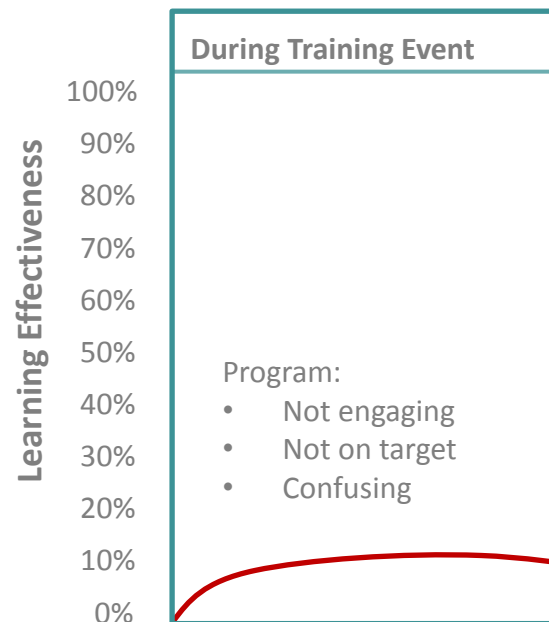 During Training Event
Learning Effectiveness
100%
90%
80%
70%
60%
50%
40%
30%
20%
10%
0%
Program:
• Not engaging
• Not on target
• Confusing